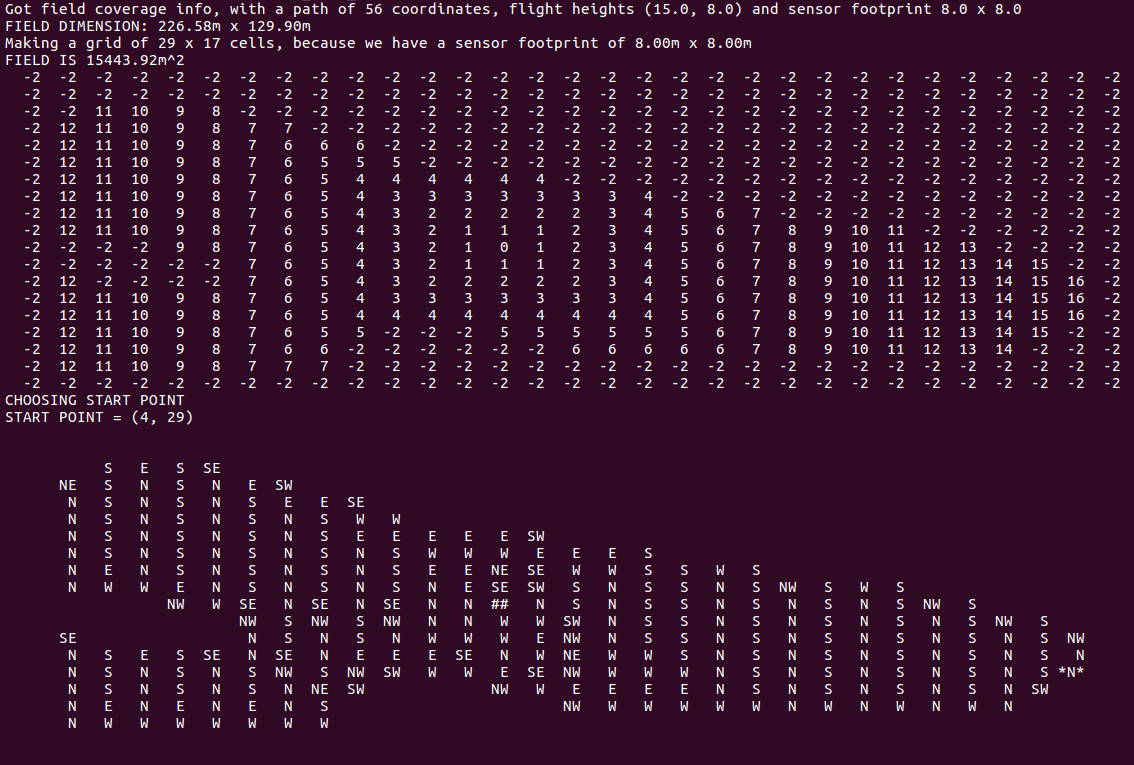 Got field coverage info, with a path of 56 coordinates, flight heights (15.0, 8.0) and sensor footprint 8.0 x 8.0
FIELD DIMENSION: 226.58m x 129.90m
Making a grid of 29 x 17 cells, because we have a sensor footprint of 8.00m x 8.00m
FIELD IS 15443.92m^2
-2 -2 -2 -2 -2 -2 -2 -2 -2 -2 -2 -2 -2 -2 -2 -2 -2 -2 -2 -2 -2 -2 -2 -2 -2 -2 -2 -2 -2 -2 -2
-2 -2 -2 -2 -2 -2 -2 -2 -2 -2 -2 -2 -2 -2 -2 -2 -2 -2 -2 -2 -2 -2 -2 -2 -2 -2 -2 -2 -2 -2 -2
-2 -2 11 10 9 8 -2 -2 -2 -2 -2 -2 -2 -2 -2 -2 -2 -2 -2 -2 -2 -2 -2 -2 -2 -2 -2 -2 -2 -2 -2
-2 12 11 10 9 8 7 7 -2 -2 -2 -2 -2 -2 -2 -2 -2 -2 -2 -2 -2 -2 -2 -2 -2 -2 -2 -2 -2 -2 -2
-2 12 11 10 9 8 7 6 6 6 -2 -2 -2 -2 -2 -2 -2 -2 -2 -2 -2 -2 -2 -2 -2 -2 -2 -2 -2 -2 -2
-2 12 11 10 9 8 7 6 5 5 5 -2 -2 -2 -2 -2 -2 -2 -2 -2 -2 -2 -2 -2 -2 -2 -2 -2 -2 -2 -2
-2 12 11 10 9 8 7 6 5 4 4 4 4 4 4 -2 -2 -2 -2 -2 -2 -2 -2 -2 -2 -2 -2 -2 -2 -2 -2
-2 12 11 10 9 8 7 6 5 4 3 3 3 3 3 3 3 4 -2 -2 -2 -2 -2 -2 -2 -2 -2 -2 -2 -2 -2
-2 12 11 10 9 8 7 6 5 4 3 2 2 2 2 2 3 4 5 6 7 -2 -2 -2 -2 -2 -2 -2 -2 -2 -2
-2 12 11 10 9 8 7 6 5 4 3 2 1 1 1 2 3 4 5 6 7 8 9 10 11 -2 -2 -2 -2 -2 -2
-2 -2 -2 -2 9 8 7 6 5 4 3 2 1 0 1 2 3 4 5 6 7 8 9 10 11 12 13 -2 -2 -2 -2
-2 -2 -2 -2 -2 -2 7 6 5 4 3 2 1 1 1 2 3 4 5 6 7 8 9 10 11 12 13 14 15 -2 -2
-2 12 -2 -2 -2 -2 7 6 5 4 3 2 2 2 2 2 3 4 5 6 7 8 9 10 11 12 13 14 15 16 -2
-2 12 11 10 9 8 7 6 5 4 3 3 3 3 3 3 3 4 5 6 7 8 9 10 11 12 13 14 15 16 -2
-2 12 11 10 9 8 7 6 5 4 4 4 4 4 4 4 4 4 5 6 7 8 9 10 11 12 13 14 15 16 -2
-2 12 11 10 9 8 7 6 5 5 -2 -2 -2 5 5 5 5 5 5 6 7 8 9 10 11 12 13 14 15 -2 -2
-2 12 11 10 9 8 7 6 6 -2 -2 -2 -2 -2 -2 6 6 6 6 6 7 8 9 10 11 12 13 14 -2 -2 -2
-2 12 11 10 9 8 7 7 7 -2 -2 -2 -2 -2 -2 -2 -2 -2 -2 -2 -2 -2 -2 -2 -2 -2 -2 -2 -2 -2 -2
-2 -2 -2 -2 -2 -2 -2 -2 -2 -2 -2 -2 -2 -2 -2 -2 -2 -2 -2 -2 -2 -2 -2 -2 -2 -2 -2 -2 -2 -2 -2
CHOOSING START POINT
START POINT = (4, 29)
S E S SE
NE S N S N E SW
N S N S S E E SE
N S N S N S N S W W
N S N S N S N S E E E E E SW
N S N S N S N S N S W W W E E E E S
N E N S N S N S N S E E NE SE W W S S W S
N W W E N S N S N S N E SE SW S N S S N S NW S W S
NW W SE N SE N SE N N ## N S N S S N S N S N S NW S
NW S NW S NW N N W W SW N S S N S N S N S N S NW S
SE N S N S N W W W E NW N S S N S N S N S N S N S NW
N S E S SE N SE N E E E SE N W NE W W S N S N S N S N S N S N
N S N S N S NW S NW SW W W E SE NW W W W N S N S N S N S N S *N*
N S N S N S N NE SW NW W E E E E N S N S N S N S N SW
N E N E N E N S NW W W W W W N W N W N W N
N W W W W W W W